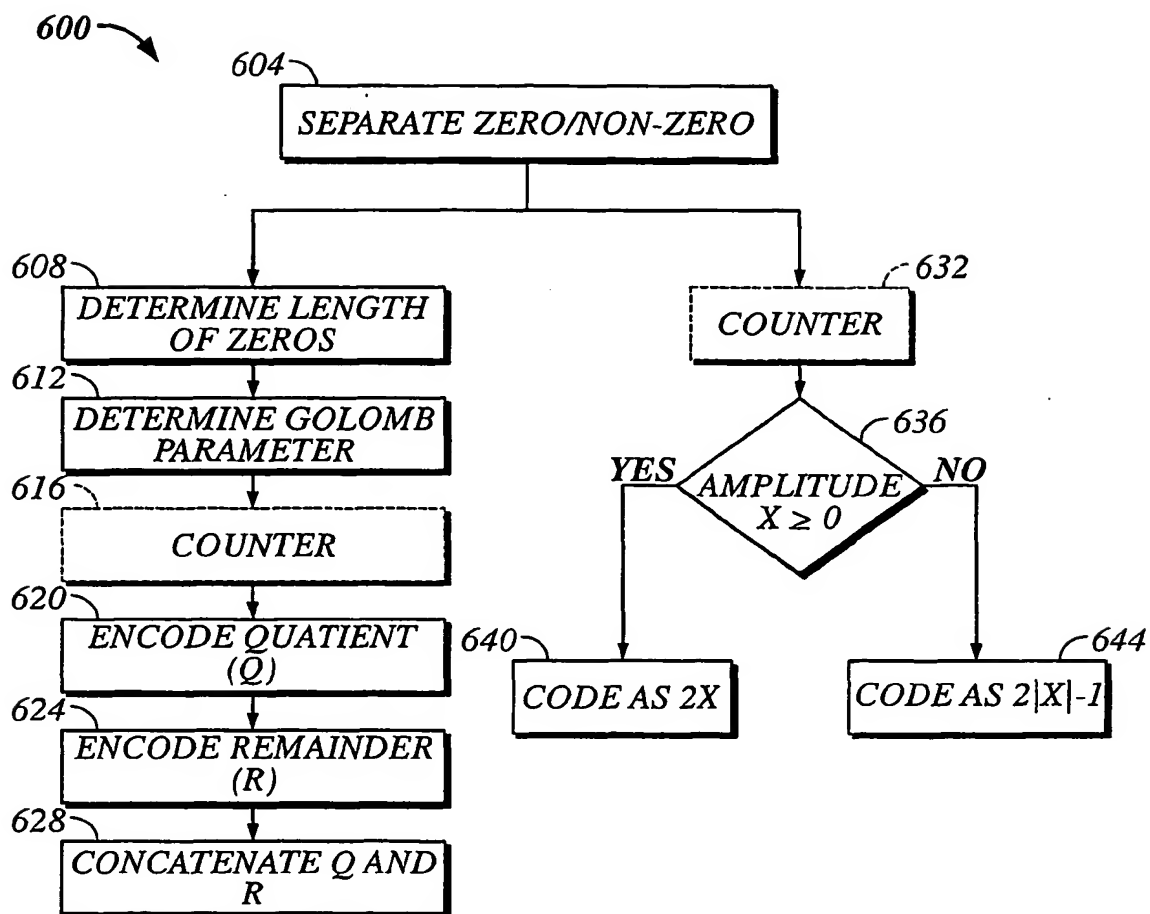 600
604
SEPARATE ZERO/NON-ZERO
608
DETERMINE LENGTH
OF ZEROS
612
DETERMINE GOLOMB
PARAMETER
616
COUNTER
620
ENCODE QUATIENT
(Q)
624
ENCODE REMAINDER
(R)
628
CONCATENATE Q AND
R
632
COUNTER
636
YES
AMPLITUDE
X ≥ 0
NO
640
CODE AS 2X
644
CODE AS 2|X|-1